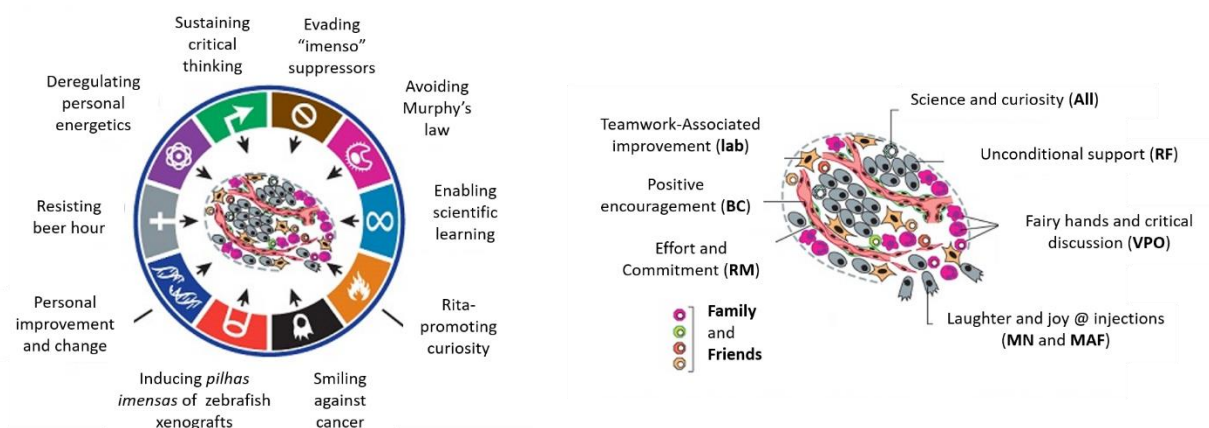 Sustaining
critical
thinking
Evading
“imenso”
suppressors
Deregulating
personal
energetics
Avoiding
Murphy’s
law
Resisting
beer hour
Enabling
scientific
learning
Personal
improvement
and change
Rita-
promoting
curiosity
Inducing pilhas
imensas of zebrafish
xenografts
Smiling
against
cancer
Science and curiosity (All)
Teamwork-Associated
improvement (lab)
Unconditional support (RF)
Positive
encouragement (BC)
Fairy hands and critical
discussion (VPO)
Effort and
Commitment (RM)
Family
and
Friends
Laughter and joy @ injections
(MN and MAF)